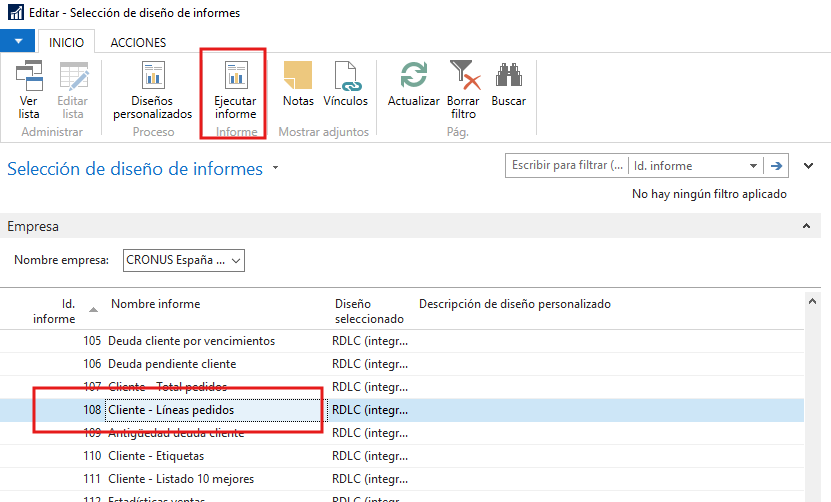 Editar - Selección de diseño de informes
INICIO ACCIONES
Ver lista
Editar lista
Administrar
Diseños personalizados
Proceso
Ejecutar informe
Informe
Notas
Vínculos
Mostrar adjuntos
Actualizar
Borrar filtro
Buscar
Pág.
Selección de diseño de informes
Escribir para filtrar (... Id. informe
No hay ningún filtro aplicado
Empresa
Nombre empresa: CRONUS España ...
Id. informe Nombre informe Diseño seleccionado Descripción de diseño personalizado
105 Deuda cliente por vencimientos RDLC (integr...
106 Deuda pendiente cliente RDLC (integr...
107 Cliente - Total pedidos RDLC (integr...
108 Cliente - Líneas pedidos RDLC (integr...
109 Antigüedad deuda cliente RDLC (integr...
110 Cliente - Etiquetas RDLC (integr...
111 Cliente - Listado 10 mejores RDLC (integr...
112 Estadísticas ventas RDLC (integr...